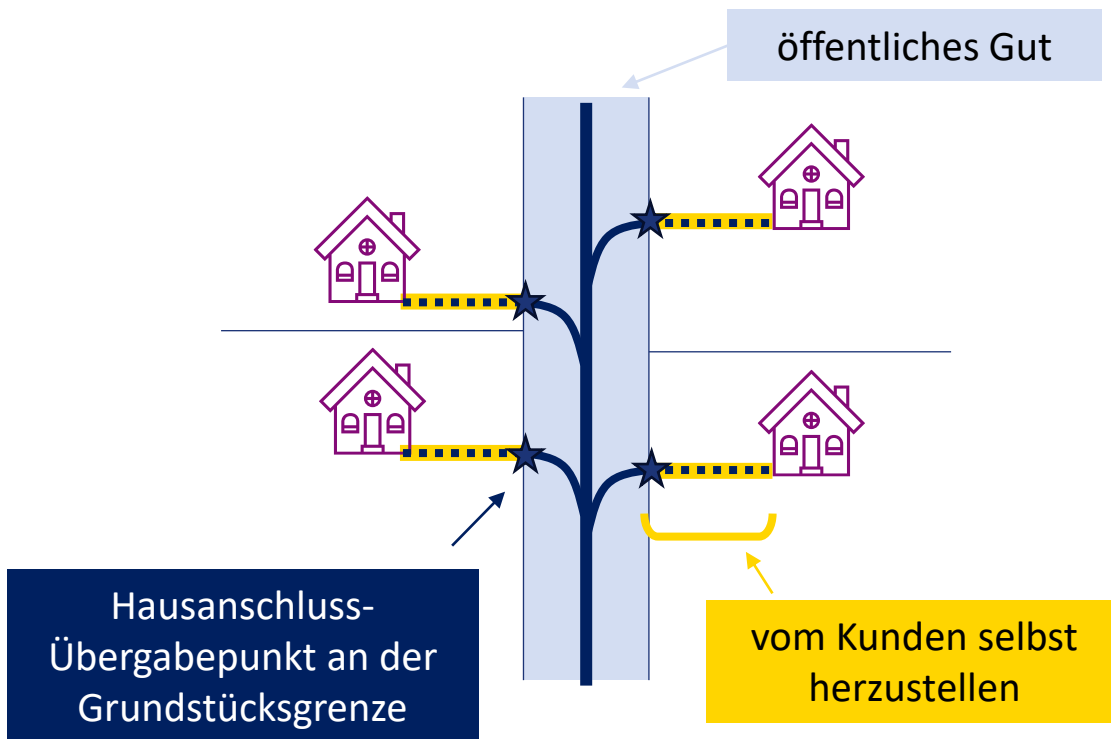 öffentliches Gut
Hausanschluss-
Übergabepunkt an der
Grundstücksgrenze
vom Kunden selbst
herzustellen